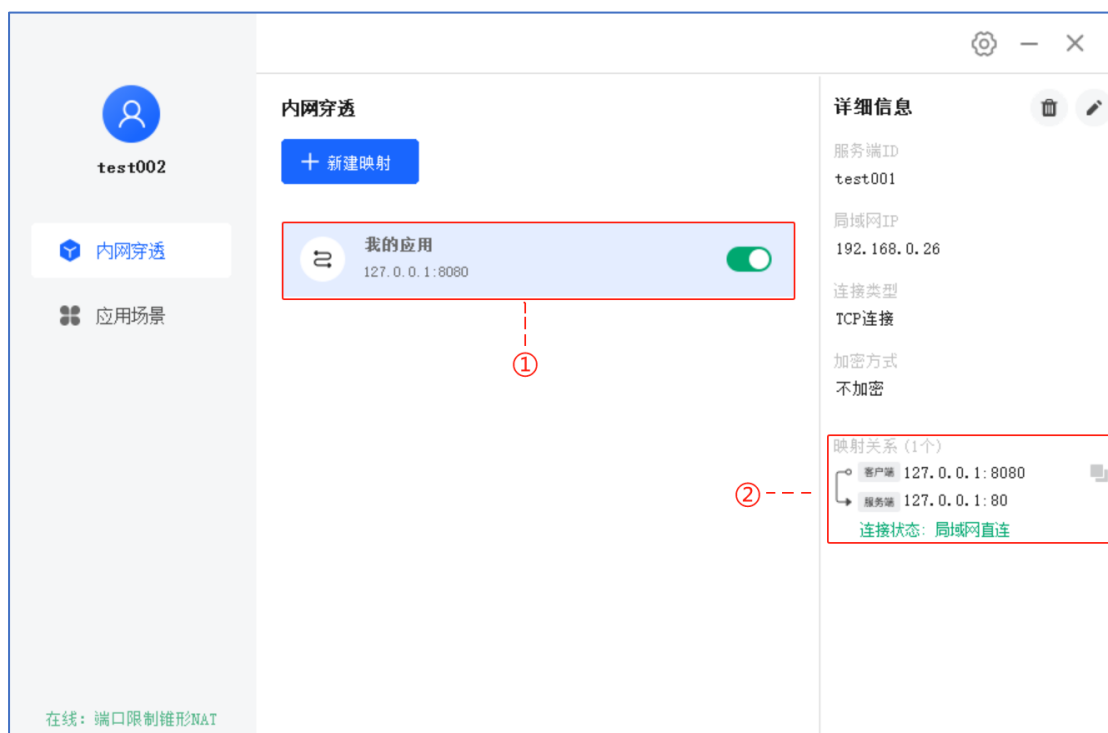 test002
内网穿透
应用场景
在线: 端口限制锥形NAT
内网穿透
新建映射
我的应用
127.0.0.1:8080
①
详细信息
服务端ID
test001
局域网IP
192.168.0.26
连接类型
TCP连接
加密方式
不加密
映射关系 (1个)
客户端 127.0.0.1:8080
服务端 127.0.0.1:80
连接状态: 局域网直连
②